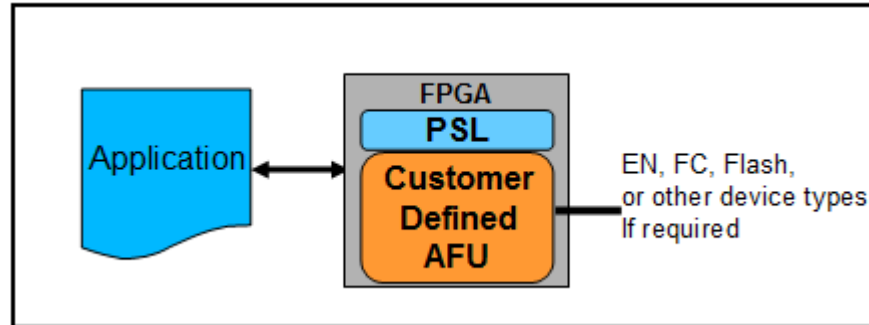 Application
FPGA
PSL
Customer
Defined
AFU
EN, FC, Flash,
or other device types
If required